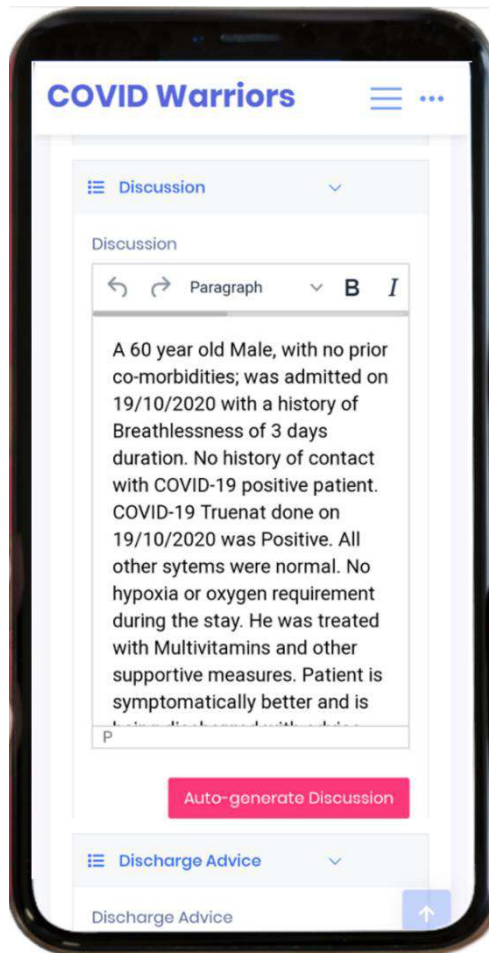 COVID Warriors
Discussion
Discussion
Paragraph
B I
A 60 year old Male, with no prior
co-morbidities; was admitted on
19/10/2020 with a history of
Breathlessness of 3 days
duration. No history of contact
with COVID-19 positive patient.
COVID-19 Truenat done on
19/10/2020 was Positive. All
other sytems were normal. No
hypoxia or oxygen requirement
during the stay. He was treated
with Multivitamins and other
supportive measures. Patient is
symptomatically better and is
P
Auto-generate Discussion
Discharge Advice
Discharge Advice